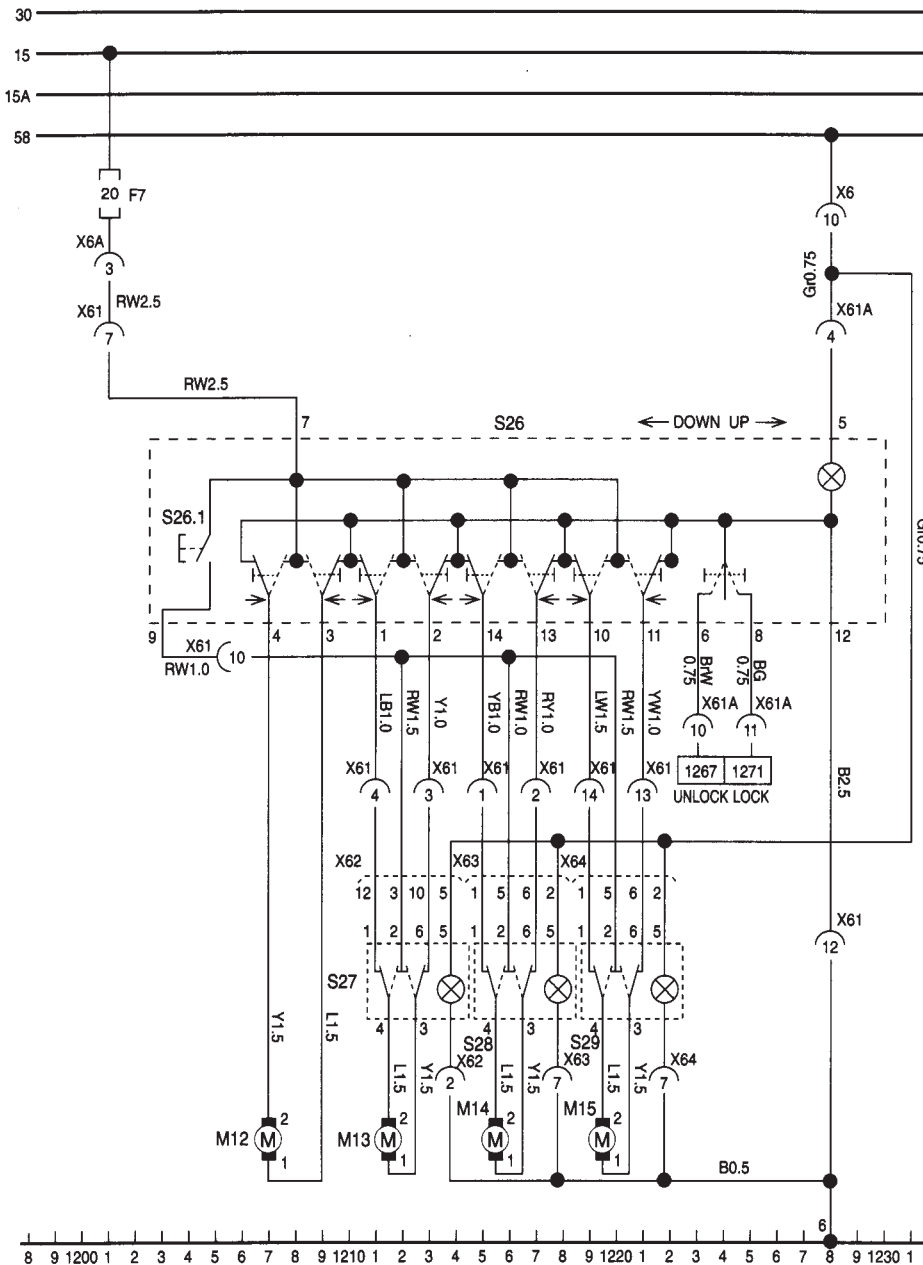 30
15
15A
58
20 F7
X6
10
X6A
3
Gr0.75
RW2.5
X61
7
X61A
4
RW2.5
7 S26 ← DOWN UP → 5
S26.1
Gr0.75
9 4 3 1 2 14 13 10 11 6 8 12
X61
RW1.0 10
LB1.0 RW1.5 Y1.0 YB1.0 RW1.0 RY1.0 LW1.5 RW1.5 YW1.0
BrW 0.75 BG 0.75
X61A X61A
10 11
X61 X61 X61 X61 X61 X61
4 3 1 2 14 13
1267 1271
UNLOCK LOCK
B2.5
X62 X63 X64
12 3 10 5 1 5 6 2 1 5 6 2
1 2 6 5 1 2 6 5 1 2 6 5
X61
12
S27
4 3 4 3 4 3
S28 S29
X62 X63 X64
2 7 7
Y1.5 L1.5 L1.5 Y1.5 L1.5 Y1.5 L1.5 Y1.5
M12 M 2 1
M13 M 2 1
M14 M 2 1
M15 M 2 1
B0.5
6
8 9 1200 1 2 3 4 5 6 7 8 9 1210 1 2 3 4 5 6 7 8 9 1220 1 2 3 4 5 6 7 8 9 1230 1